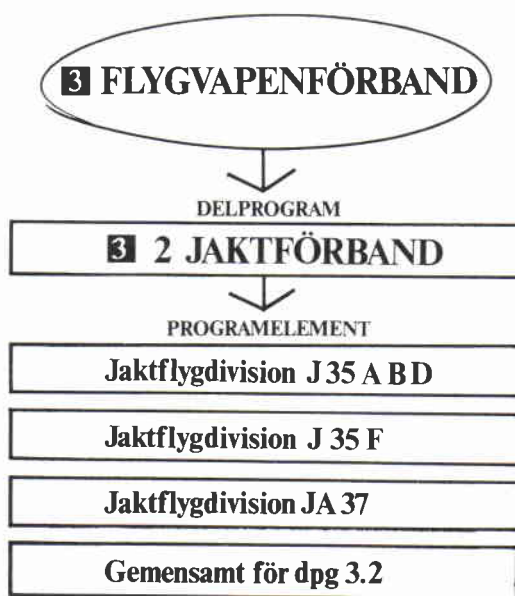 3 FLYGVAPENFÖRBAND
DELPROGRAM
3 2 JAKTFÖRBAND
PROGRAMELEMENT
Jaktflygdivision J 35 A B D
Jaktflygdivision J 35 F
Jaktflygdivision JA 37
Gemensamt för dpg 3.2